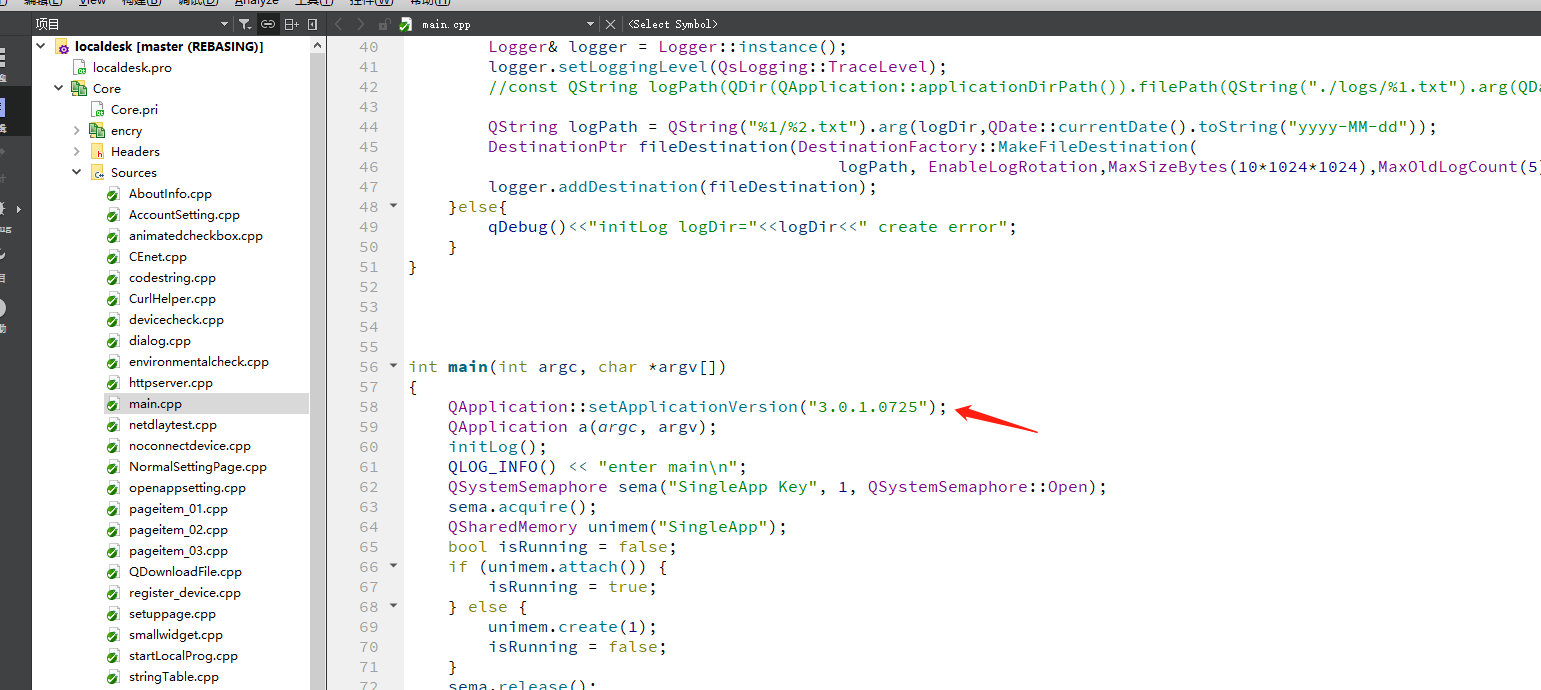 编辑(E) View 构建(B) 调试(D) Analyze 工具(T) 控件(W) 帮助(H)
项目 main.cpp <Select Symbol>
localdesk [master (REBASING)]
localdesk.pro
Core
Core.pri
encry
Headers
Sources
AboutInfo.cpp
AccountSetting.cpp
animatedcheckbox.cpp
CEnet.cpp
codestring.cpp
CurlHelper.cpp
devicecheck.cpp
dialog.cpp
environmentalcheck.cpp
httpserver.cpp
main.cpp
netdlaytest.cpp
noconnectdevice.cpp
NormalSettingPage.cpp
openappsetting.cpp
pageitem_01.cpp
pageitem_02.cpp
pageitem_03.cpp
QDownloadFile.cpp
register_device.cpp
setuppage.cpp
smallwidget.cpp
startLocalProg.cpp
stringTable.cpp
40 Logger& logger = Logger::instance();
41 logger.setLoggingLevel(QsLogging::TraceLevel);
42 //const QString logPath(QDir(QApplication::applicationDirPath()).filePath(QString("./logs/%1.txt").arg(QDa
43
44 QString logPath = QString("%1/%2.txt").arg(logDir,QDate::currentDate().toString("yyyy-MM-dd"));
45 DestinationPtr fileDestination(DestinationFactory::MakeFileDestination(
46 logPath, EnableLogRotation,MaxSizeBytes(10*1024*1024),MaxOldLogCount(5)
47 logger.addDestination(fileDestination);
48 }else{
49 qDebug()<<"initLog logDir="<<logDir<<" create error";
50 }
51 }
52
53
54
55
56 int main(int argc, char *argv[])
57 {
58 QApplication::setApplicationVersion("3.0.1.0725");
59 QApplication a(argc, argv);
60 initLog();
61 QLOG_INFO() << "enter main\n";
62 QSystemSemaphore sema("SingleApp Key", 1, QSystemSemaphore::Open);
63 sema.acquire();
64 QSharedMemory unimem("SingleApp");
65 bool isRunning = false;
66 if (unimem.attach()) {
67 isRunning = true;
68 } else {
69 unimem.create(1);
70 isRunning = false;
71 }
72 sema.release();